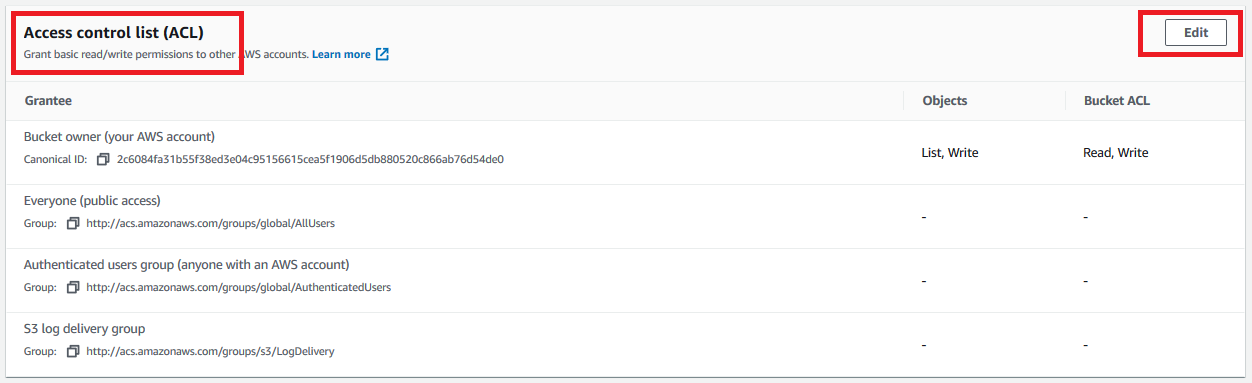 Access control list (ACL)
Edit
Grant basic read/write permissions to other AWS accounts. Learn more
Grantee Objects Bucket ACL
Bucket owner (your AWS account)
Canonical ID: 2c6084fa31b55f38ed3e04c95156615cea5f1906d5db880520c866ab76d54de0
List, Write Read, Write
Everyone (public access)
Group: http://acs.amazonaws.com/groups/global/AllUsers
- -
Authenticated users group (anyone with an AWS account)
Group: http://acs.amazonaws.com/groups/global/AuthenticatedUsers
- -
S3 log delivery group
Group: http://acs.amazonaws.com/groups/s3/LogDelivery
- -